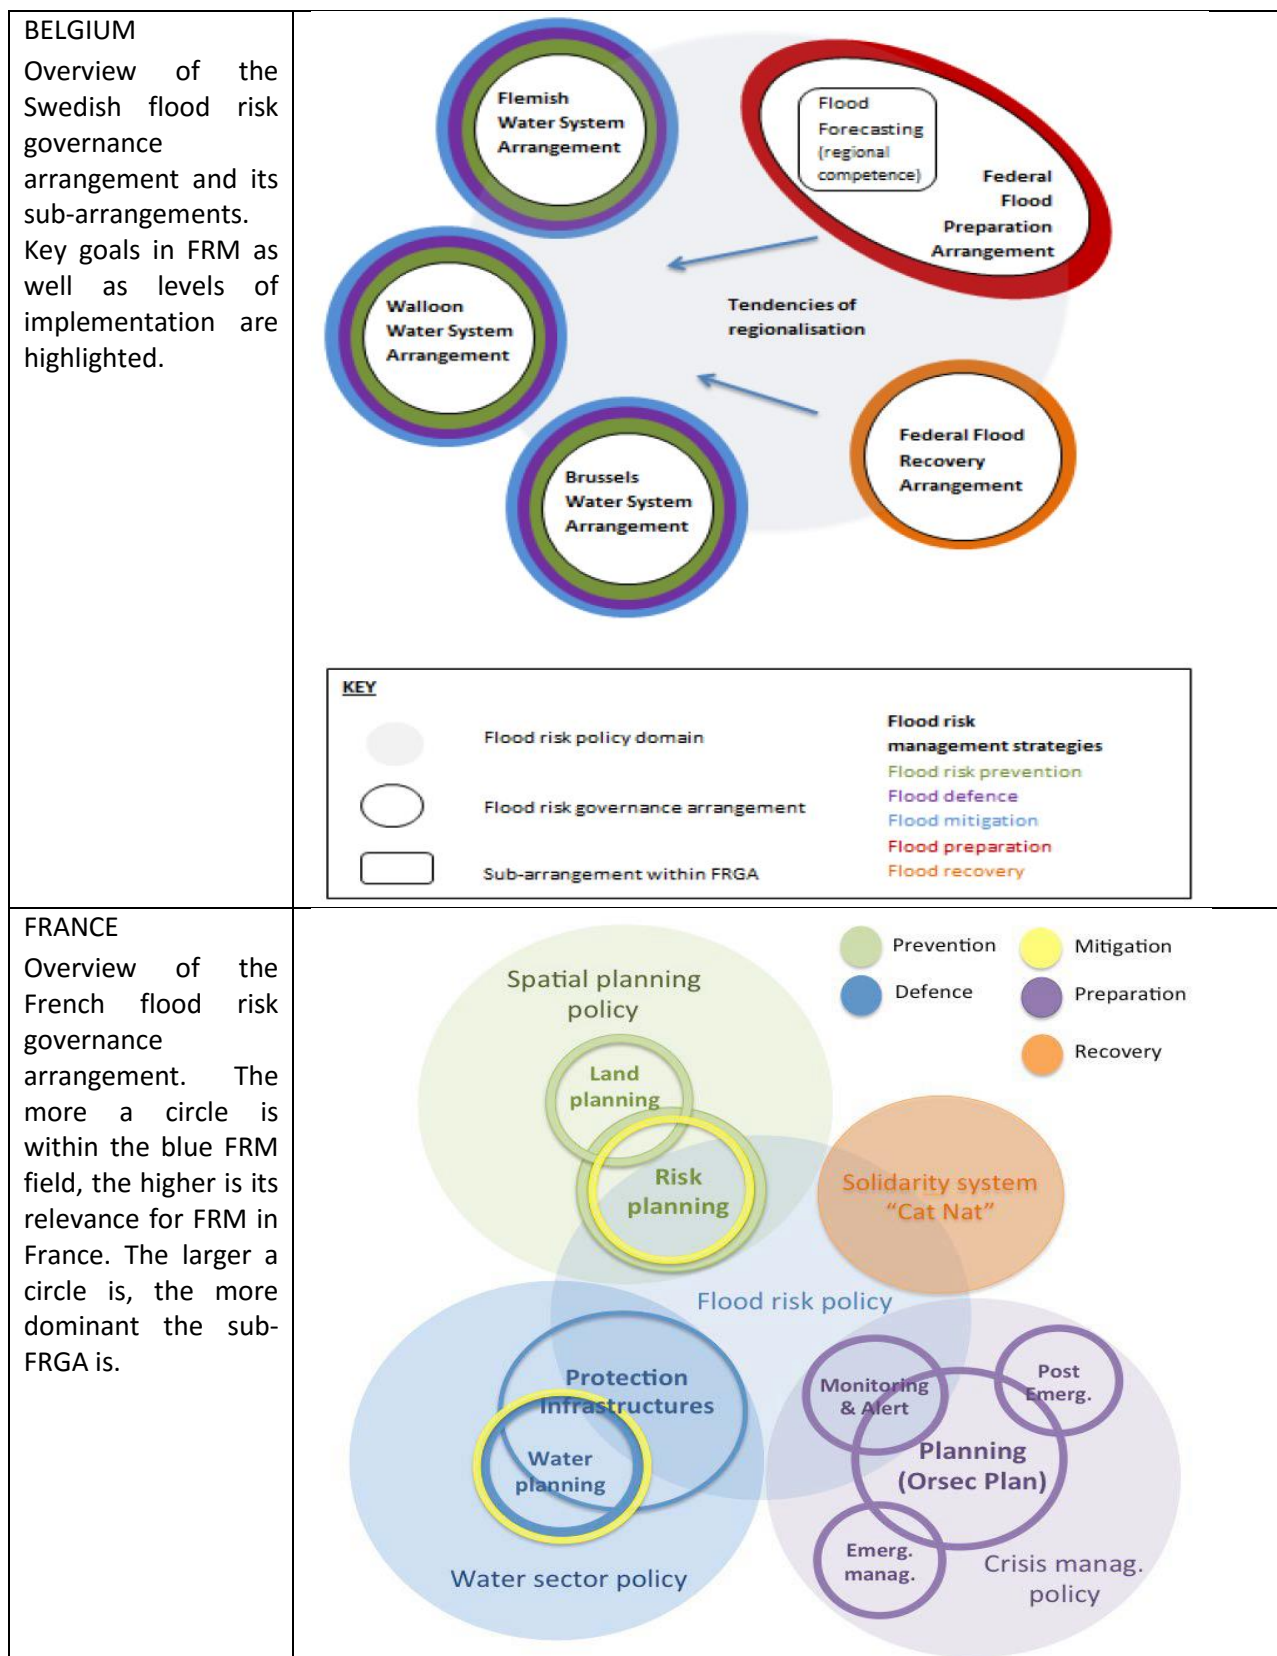 BELGIUM
Overview of the
Swedish flood risk
governance
arrangement and its
sub-arrangements.
Key goals in FRM as
well as levels of
implementation are
highlighted.
Flemish
Water System
Arrangement
Flood
Forecasting
(regional
competence)
Federal
Flood
Preparation
Arrangement
Walloon
Water System
Arrangement
Tendencies of
regionalisation
Brussels
Water System
Arrangement
Federal Flood
Recovery
Arrangement
KEY
Flood risk policy domain
Flood risk governance arrangement
Sub-arrangement within FRGA
Flood risk
management strategies
Flood risk prevention
Flood defence
Flood mitigation
Flood preparation
Flood recovery
FRANCE
Overview of the
French flood risk
governance
arrangement. The
more a circle is
within the blue FRM
field, the higher is its
relevance for FRM in
France. The larger a
circle is, the more
dominant the sub-
FRGA is.
Prevention
Defence
Mitigation
Preparation
Recovery
Spatial planning
policy
Land
planning
Risk
planning
Solidarity system
“Cat Nat”
Flood risk policy
Protection
Infrastructures
Water
planning
Water sector policy
Monitoring
& Alert
Post
Emerg.
Planning
(Orsec Plan)
Emerg.
manag.
Crisis manag.
policy